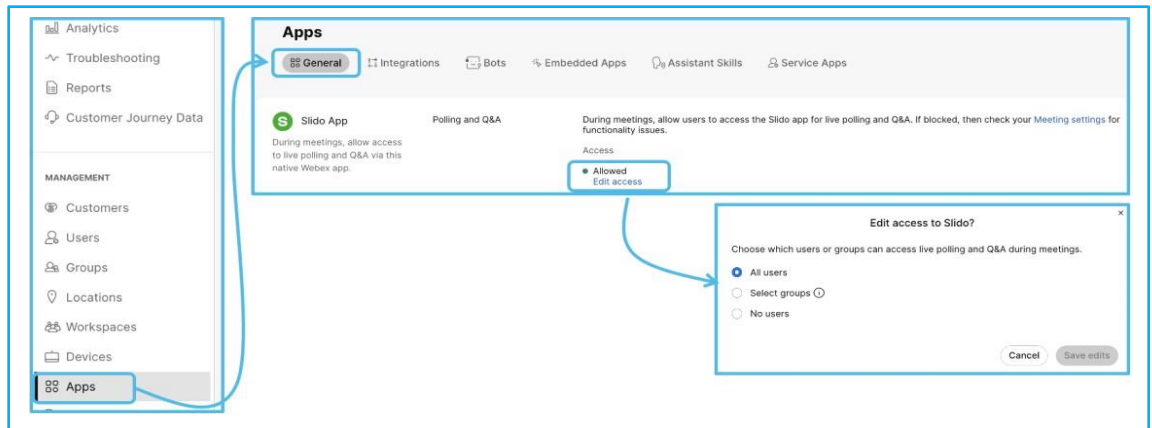 Analytics
Troubleshooting
Reports
Customer Journey Data
MANAGEMENT
Customers
Users
Groups
Locations
Workspaces
Devices
Apps
Apps
General Integrations Bots Embedded Apps Assistant Skills Service Apps
S Slido App Polling and Q&A During meetings, allow users to access the Slido app for live polling and Q&A. If blocked, then check your Meeting settings for
functionality issues.
During meetings, allow access
to live polling and Q&A via this
native Webex app.
Access
Allowed
Edit access
Edit access to Slido?
Choose which users or groups can access live polling and Q&A during meetings.
All users
Select groups
No users
Cancel Save edits